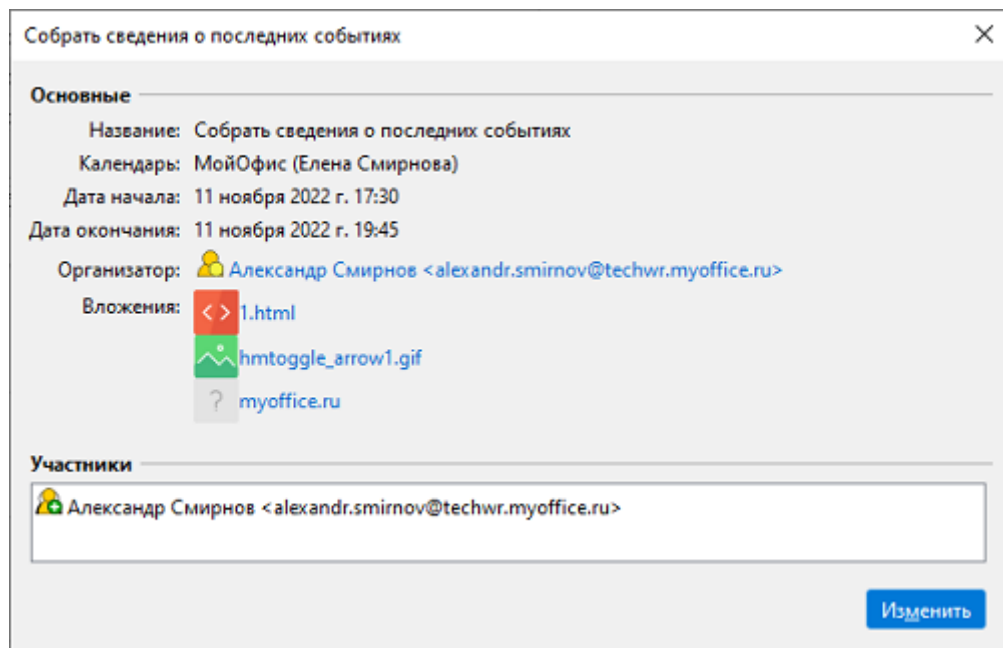 Собрать сведения о последних событиях
Основные
Название: Собрать сведения о последних событиях
Календарь: МойОфис (Елена Смирнова)
Дата начала: 11 ноября 2022 г. 17:30
Дата окончания: 11 ноября 2022 г. 19:45
Организатор: Александр Смирнов <alexandr.smirnov@techwr.myoffice.ru>
Вложения: 1.html
hmtoggle_arrow1.gif
myoffice.ru
Участники
Александр Смирнов <alexandr.smirnov@techwr.myoffice.ru>
Изменить